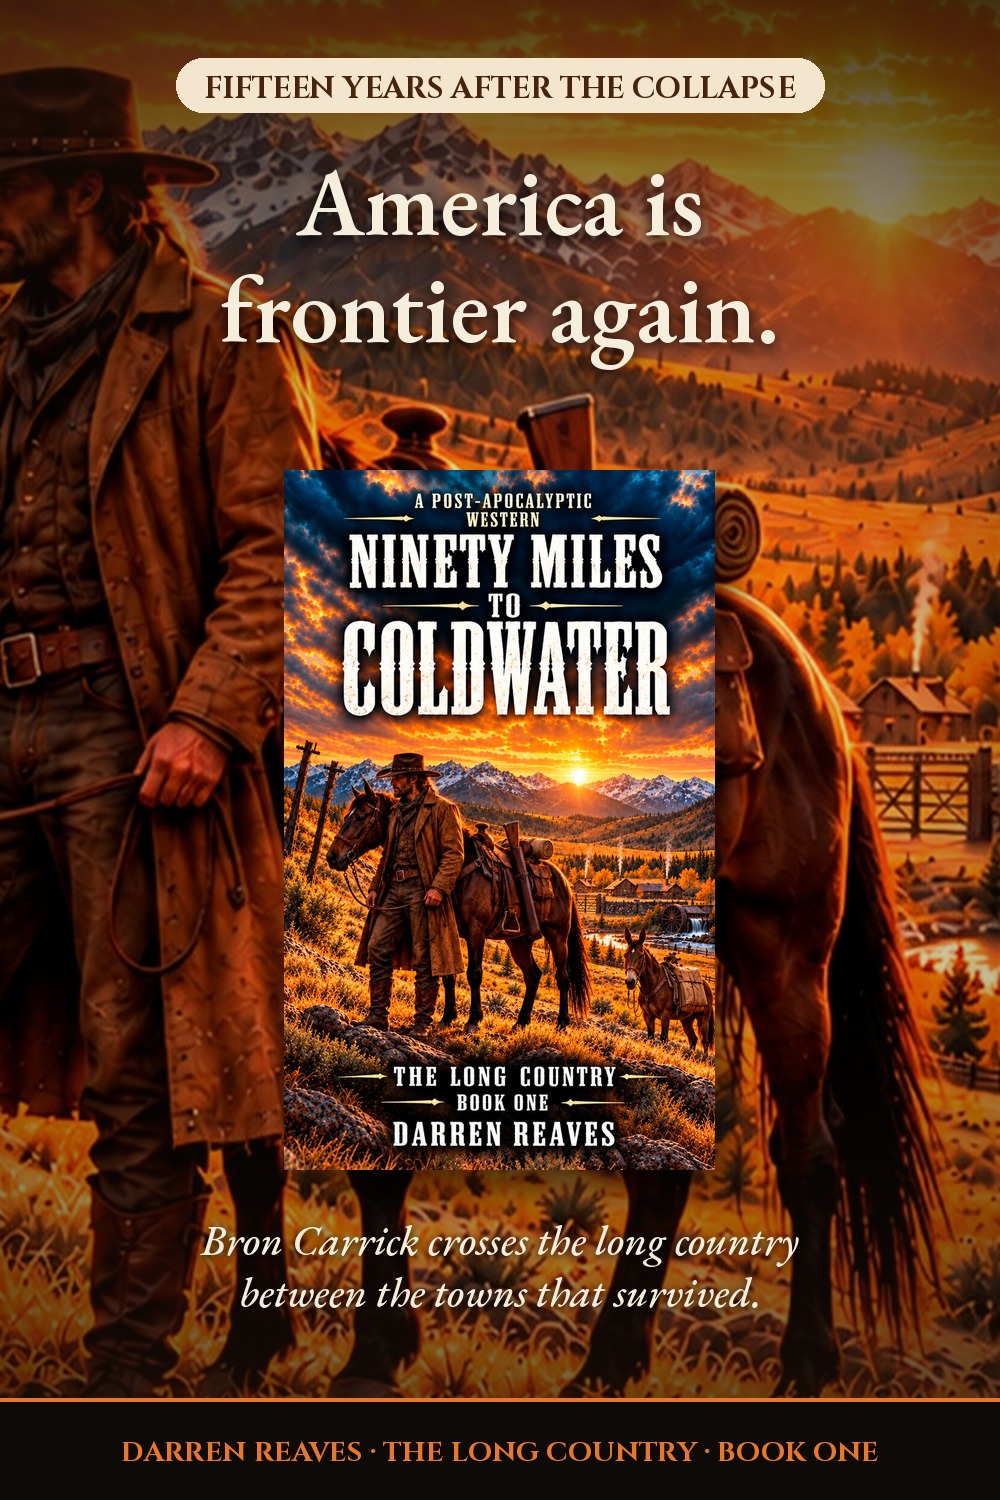 FIFTEEN YEARS AFTER THE COLLAPSE
America is
frontier again.
A POST-APOCALYPTIC
WESTERN
NINETY MILES
TO
COLDWATER
THE LONG COUNTRY
BOOK ONE
DARREN REAVES
Bron Carrick crosses the long country
between the towns that survived.
DARREN REAVES · THE LONG COUNTRY · BOOK ONE